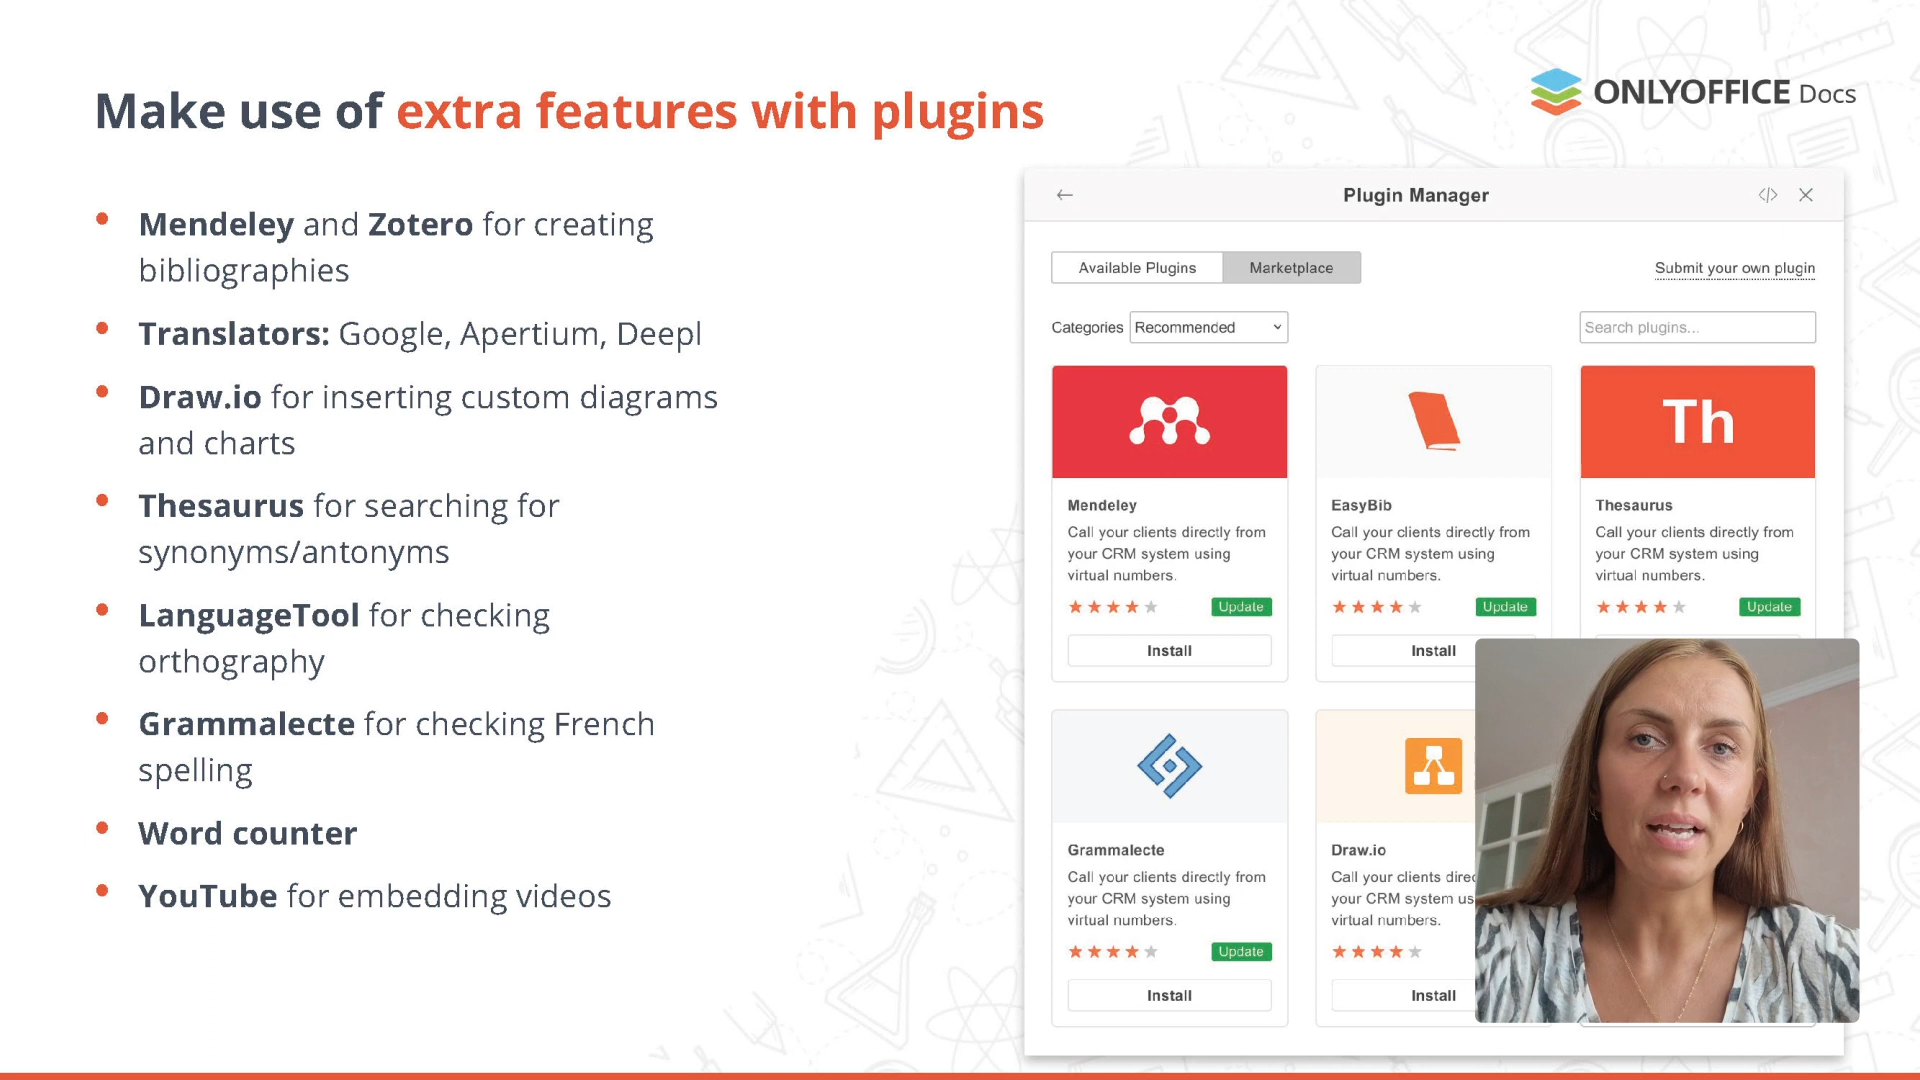 Make use of extra features with plugins
ONLYOFFICE Docs
• Mendeley and Zotero for creating
bibliographies
• Translators: Google, Apertium, Deepl
• Draw.io for inserting custom diagrams
and charts
• Thesaurus for searching for
synonyms/antonyms
• LanguageTool for checking
orthography
• Grammalecte for checking French
spelling
• Word counter
• YouTube for embedding videos
Plugin Manager
Available Plugins
Marketplace
Submit your own plugin
Categories
Recommended
Search plugins...
Mendeley
Call your clients directly from
your CRM system using
virtual numbers.
Update
Install
EasyBib
Call your clients directly from
your CRM system using
virtual numbers.
Update
Install
Th
Thesaurus
Call your clients directly from
your CRM system using
virtual numbers.
Update
Grammalecte
Call your clients directly from
your CRM system using
virtual numbers.
Update
Install
Draw.io
Call your clients
your CRM system
virtual numbers.
Install